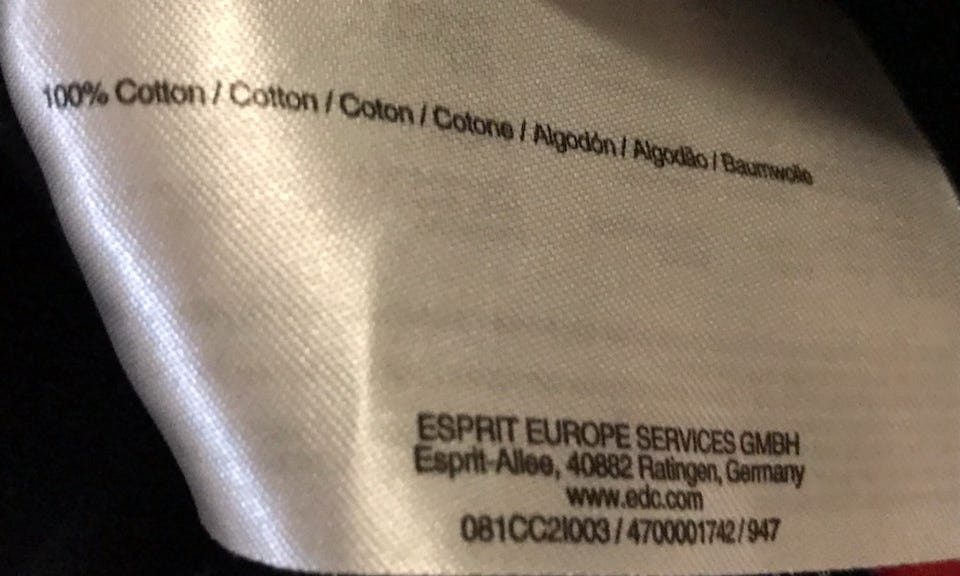 100% Cotton / Cotton / Coton / Cotone / Algodón / Algodão / Baumwolle
ESPRIT EUROPE SERVICES GMBH
Esprit-Allee, 40882 Ratingen, Germany
www.edc.com
081CC2I003 / 4700001742 / 947